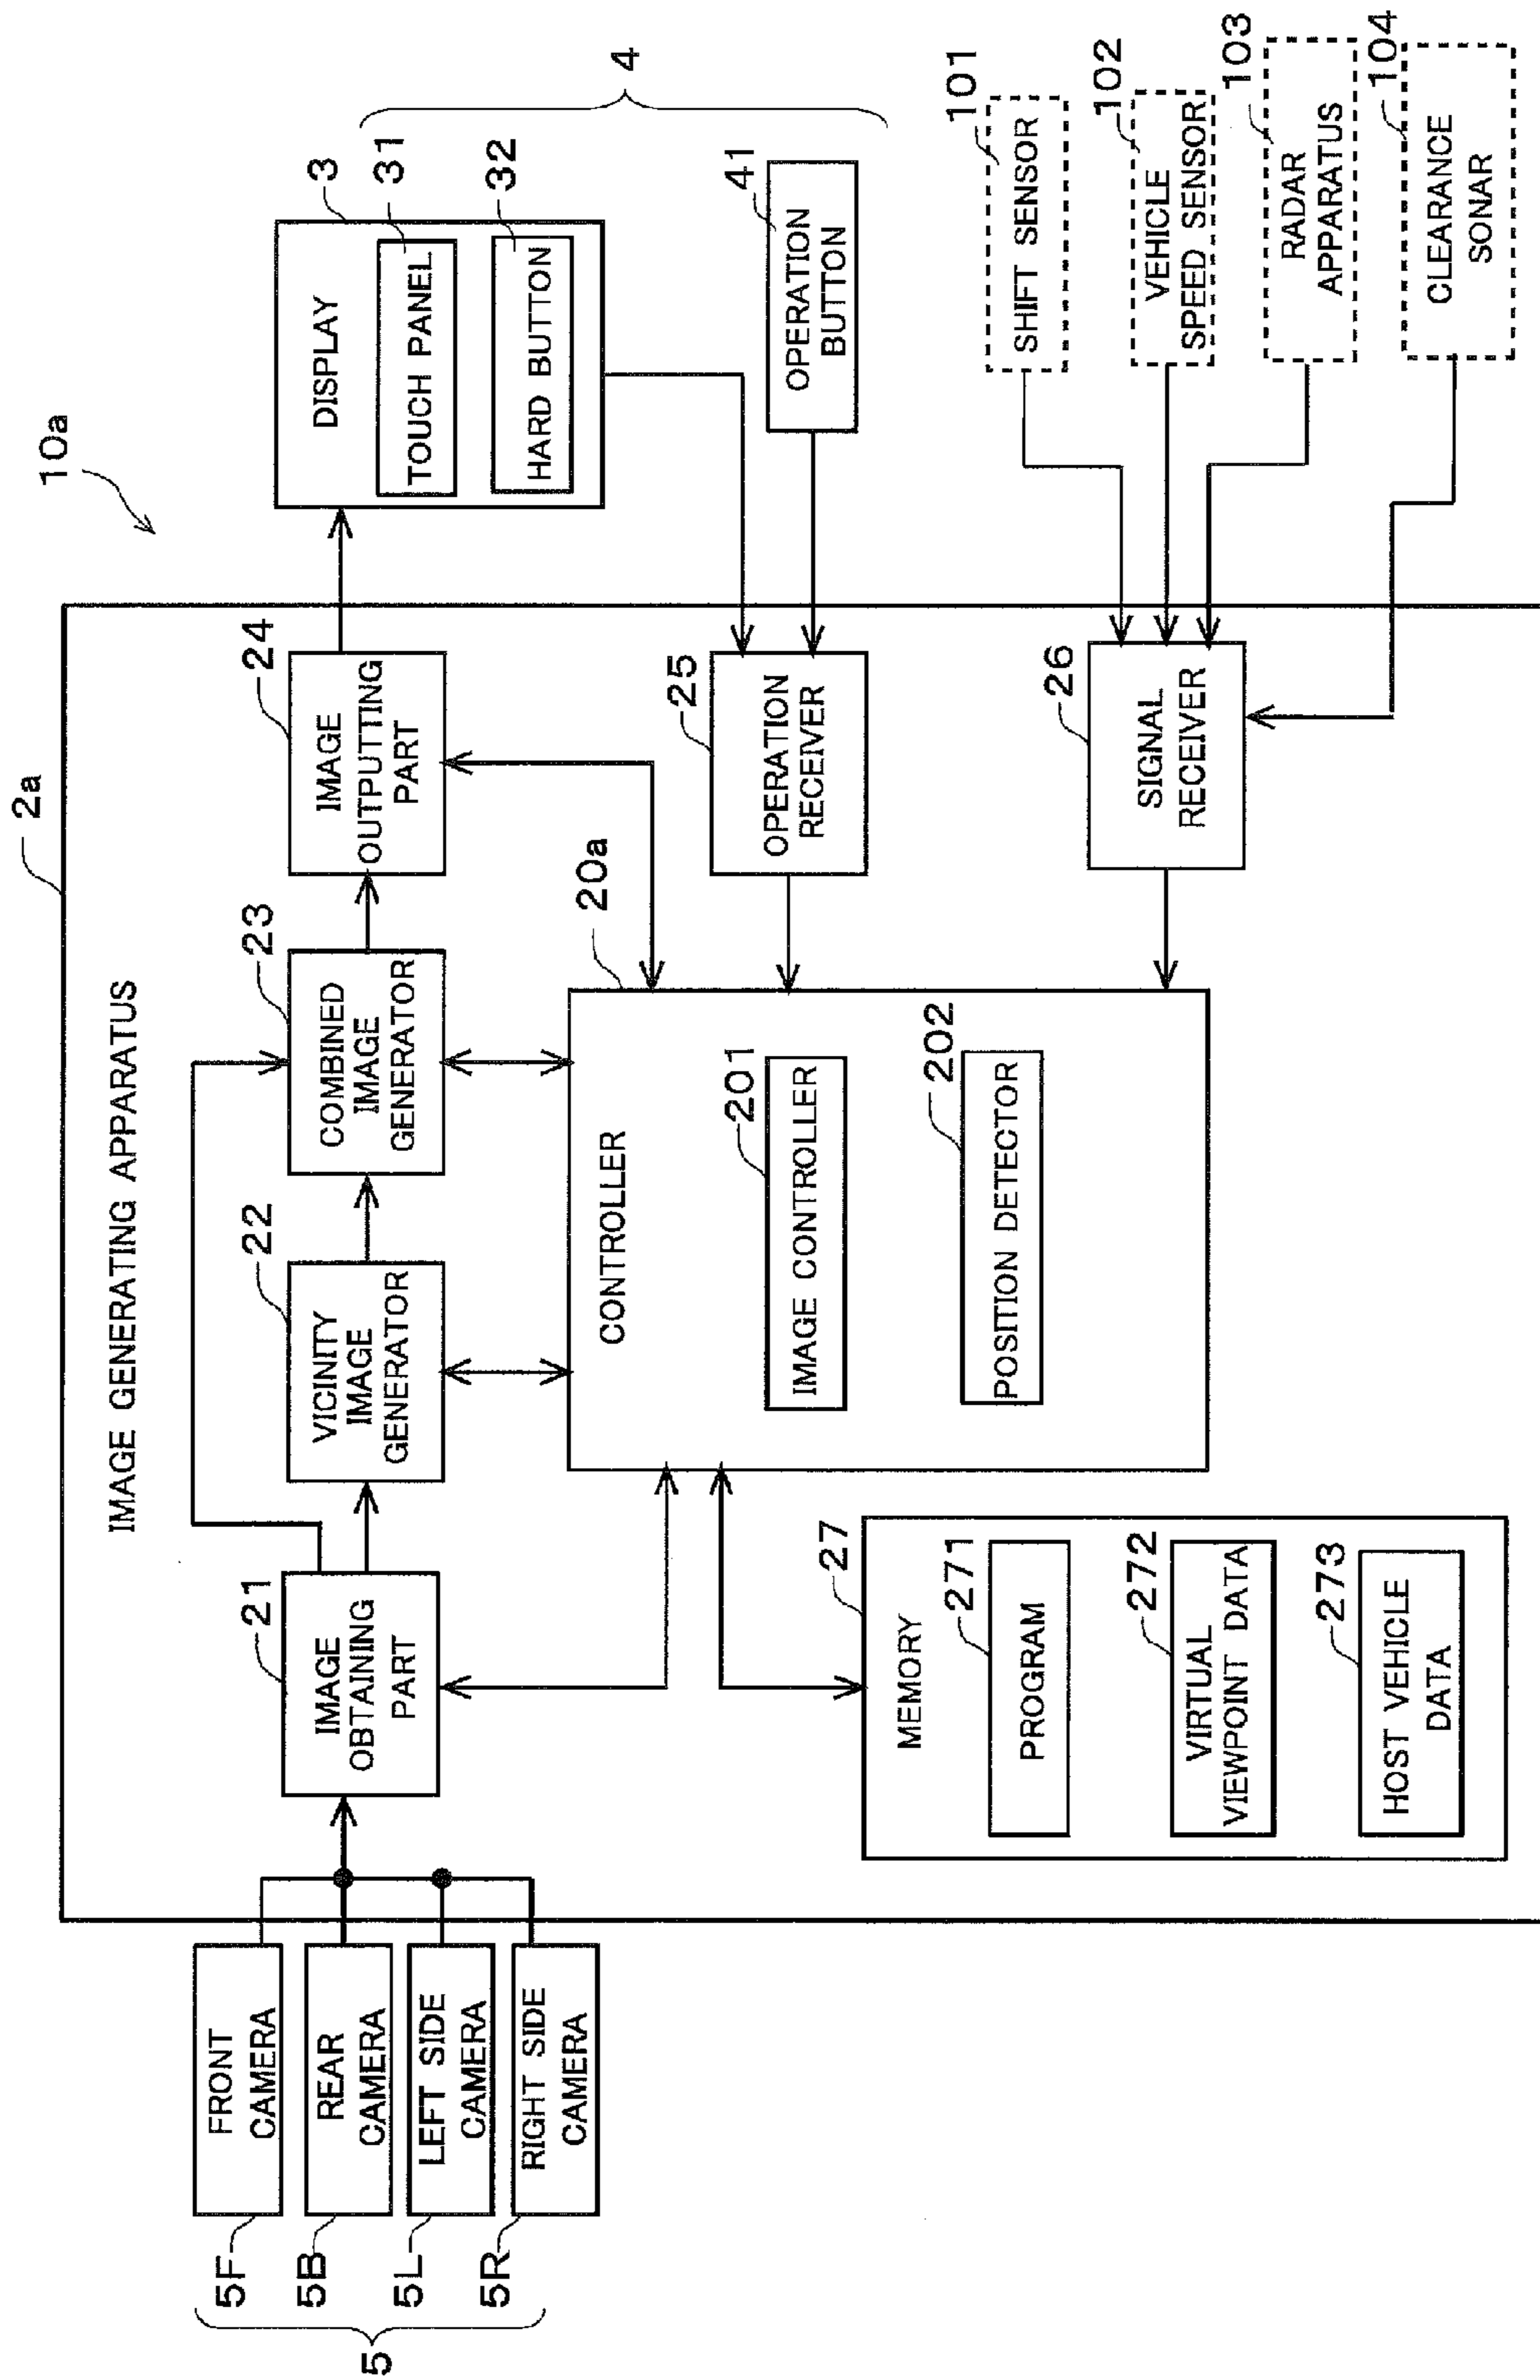 10a
2a
IMAGE GENERATING APPARATUS
5
5F
FRONT
CAMERA
5B
REAR
CAMERA
5L
LEFT SIDE
CAMERA
5R
RIGHT SIDE
CAMERA
21
IMAGE
OBTAINING
PART
22
VICINITY
IMAGE
GENERATOR
23
COMBINED
IMAGE
GENERATOR
24
IMAGE
OUTPUTTING
PART
3
DISPLAY
31
TOUCH PANEL
32
HARD BUTTON
4
41
OPERATION
BUTTON
25
OPERATION
RECEIVER
20a
CONTROLLER
201
IMAGE CONTROLLER
202
POSITION DETECTOR
26
SIGNAL
RECEIVER
27
MEMORY
271
PROGRAM
272
VIRTUAL
VIEWPOINT DATA
273
HOST VEHICLE
DATA
101
SHIFT SENSOR
102
VEHICLE
SPEED SENSOR
103
RADAR
APPARATUS
104
CLEARANCE
SONAR